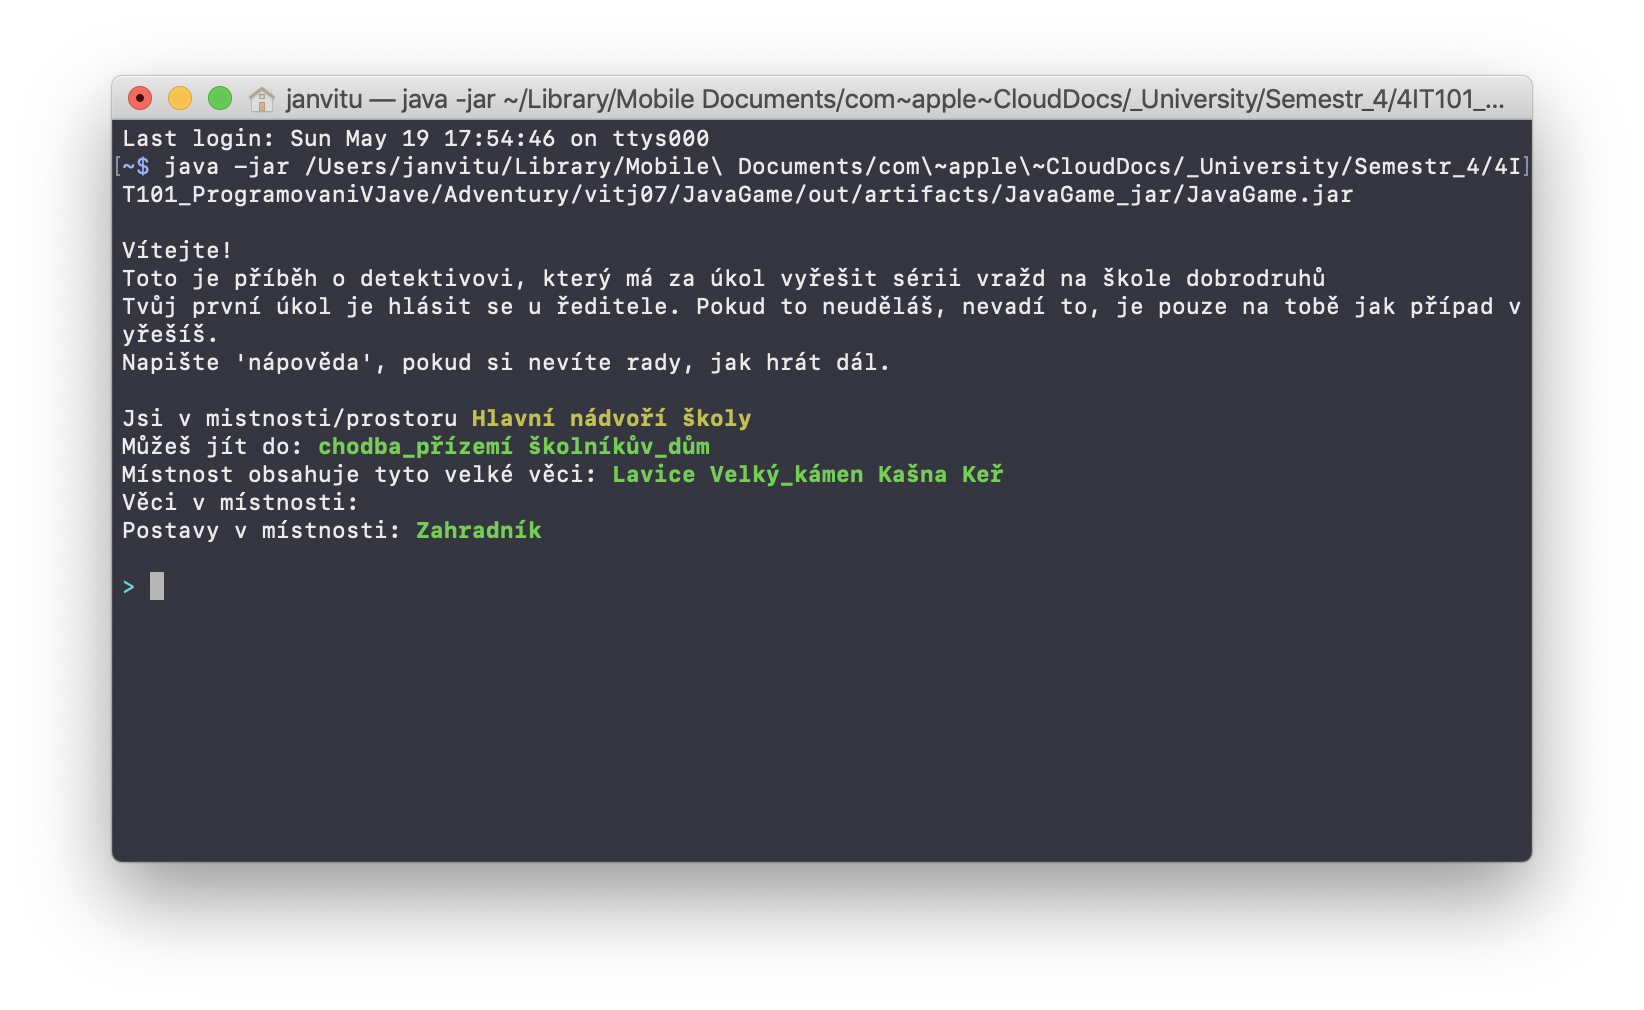 janvitu — java -jar ~/Library/Mobile Documents/com~apple~CloudDocs/_University/Semestr_4/4IT101_...
Last login: Sun May 19 17:54:46 on ttys000
[~$ java -jar /Users/janvitu/Library/Mobile\ Documents/com\~apple\~CloudDocs/_University/Semestr_4/4I]
T101_ProgramovaniVJave/Adventury/vitj07/JavaGame/out/artifacts/JavaGame_jar/JavaGame.jar
Vítejte!
Toto je příběh o detektivovi, který má za úkol vyřešit sérii vražd na škole dobrodruhů
Tvůj první úkol je hlásit se u ředitele. Pokud to neuděláš, nevadí to, je pouze na tobě jak případ v
yřešíš.
Napište 'nápověda', pokud si nevíte rady, jak hrát dál.
Jsi v mistnosti/prostoru Hlavní nádvoří školy
Můžeš jít do: chodba_přízemí školníkův_dům
Místnost obsahuje tyto velké věci: Lavice Velký_kámen Kašna Keř
Věci v místnosti:
Postavy v místnosti: Zahradník
>